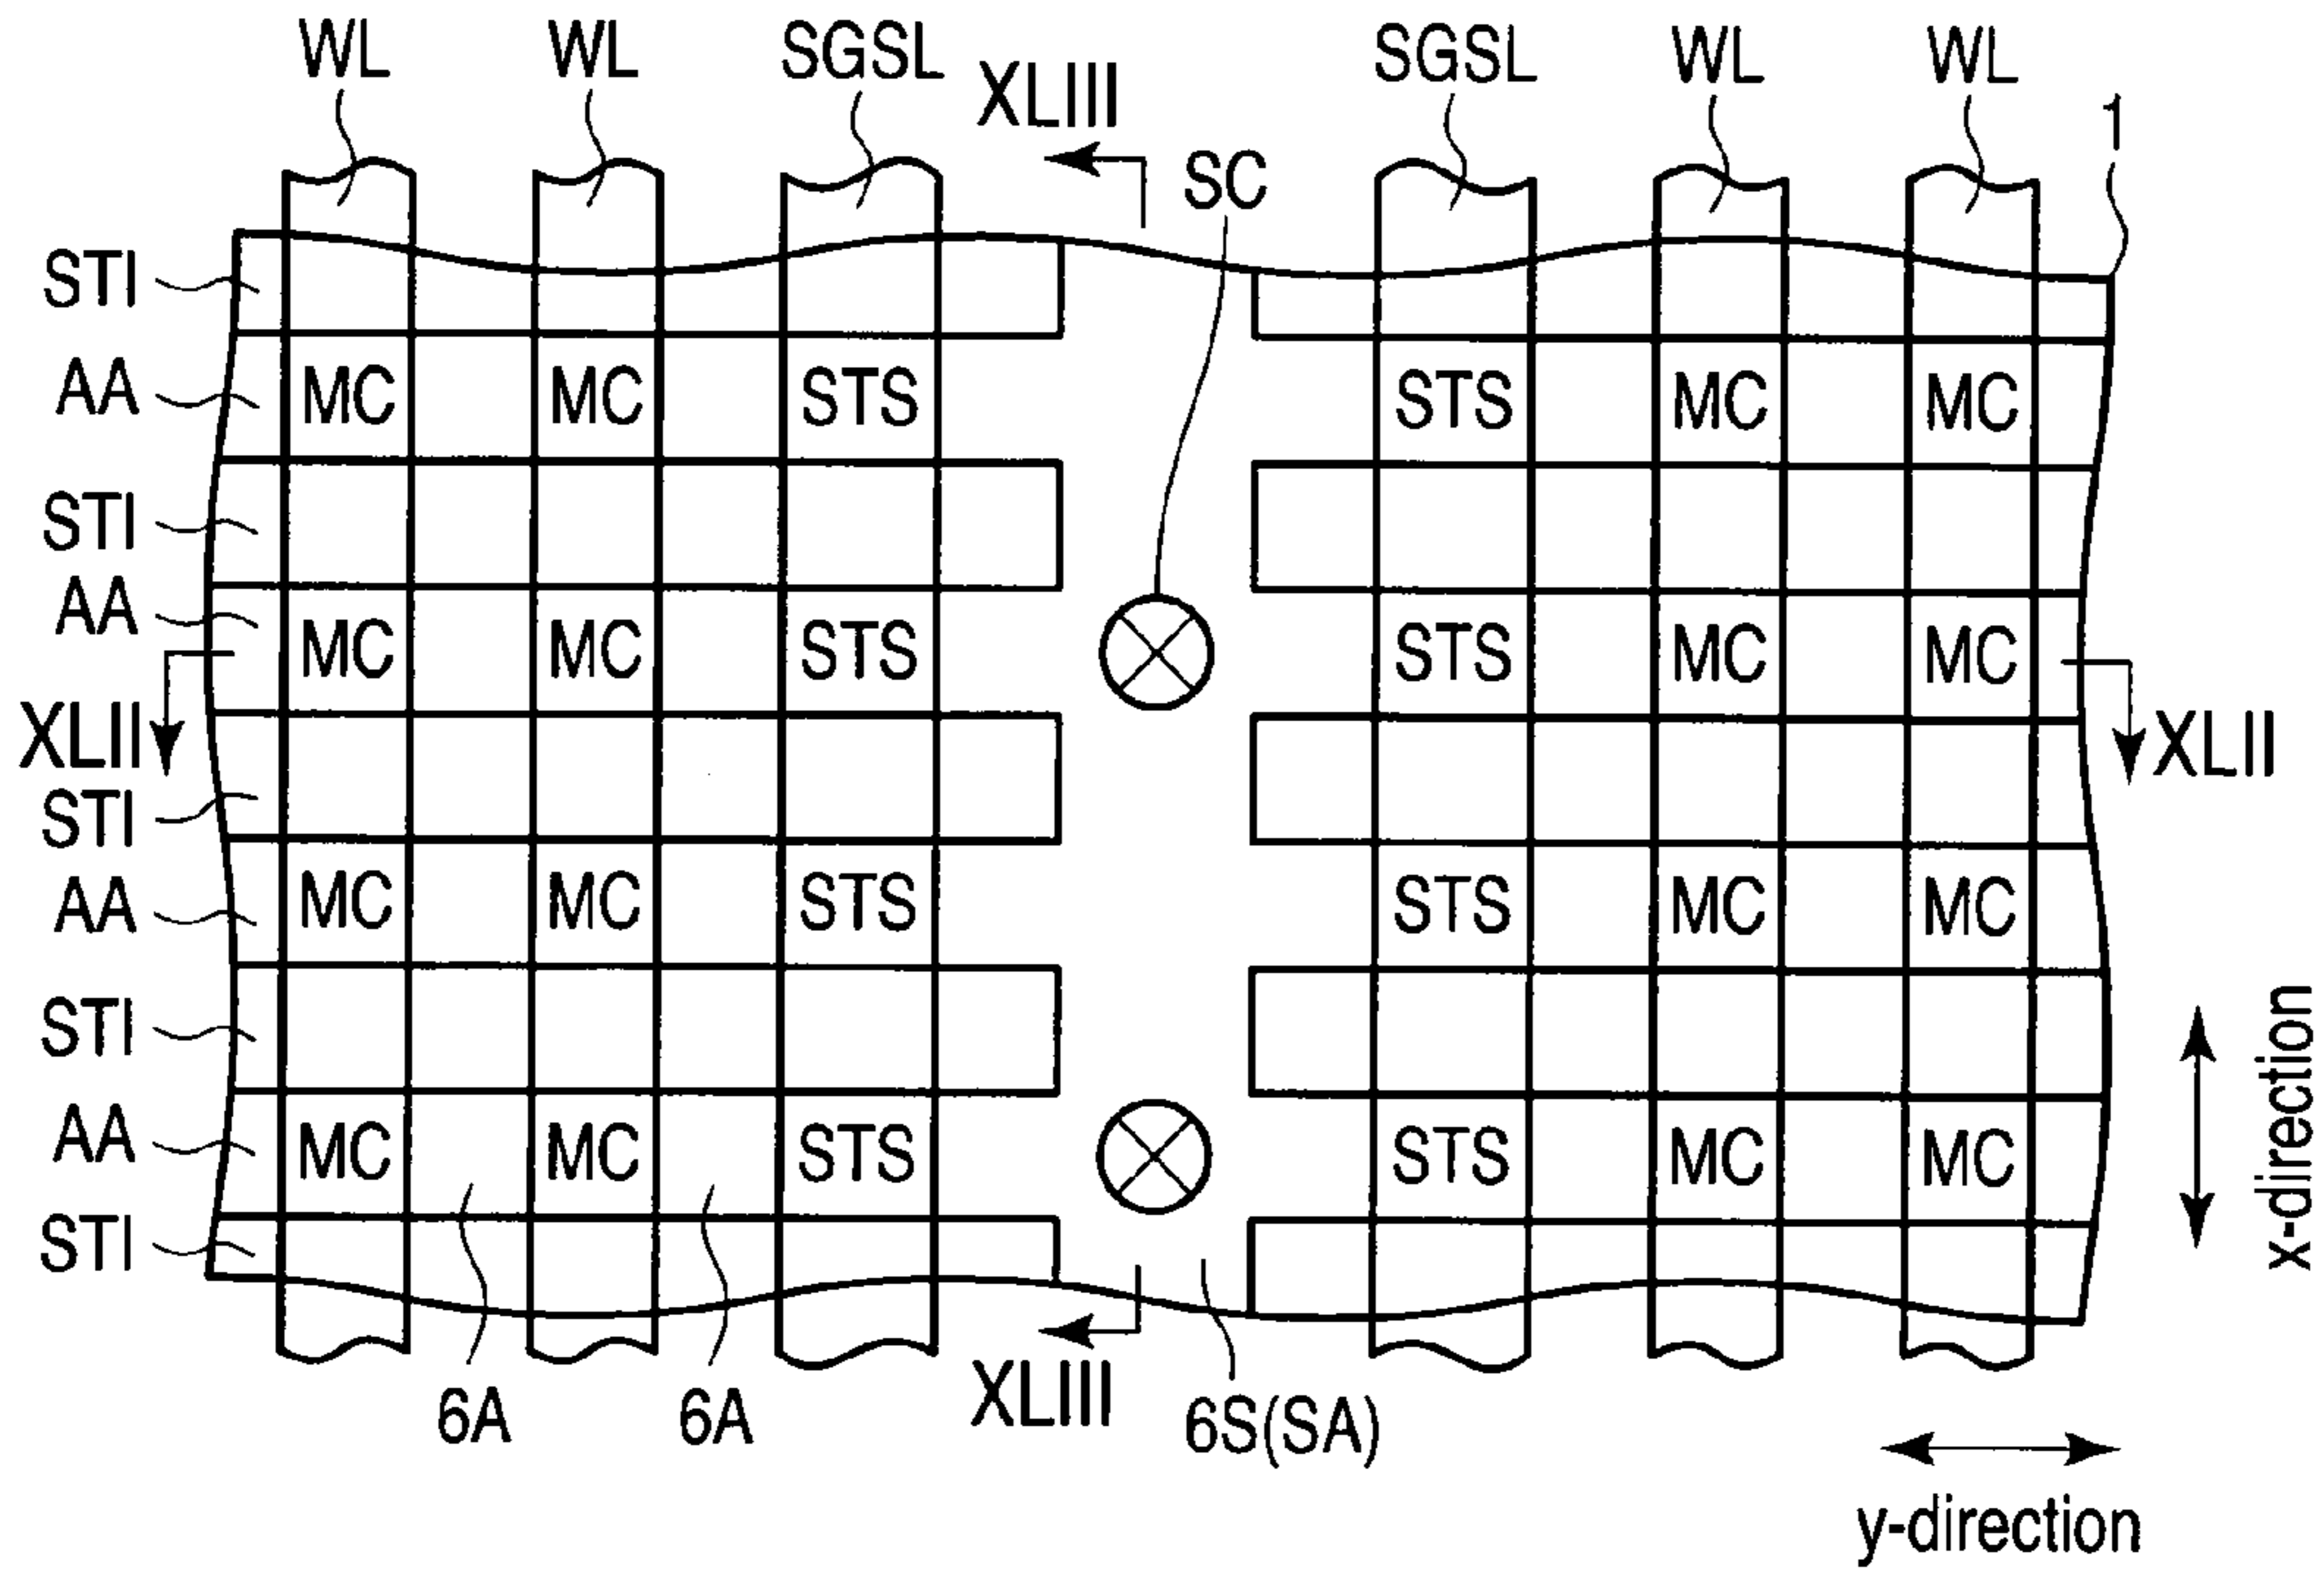 WL WL SGSL SGSL WL WL
XLIII SC 1
STI
AA MC MC STS STS MC MC
STI
AA MC MC STS STS MC MC
XLII XLII
STI
AA MC MC STS STS MC MC
STI
AA MC MC STS STS MC MC
STI
x-direction
6A 6A XLIII 6S(SA)
y-direction